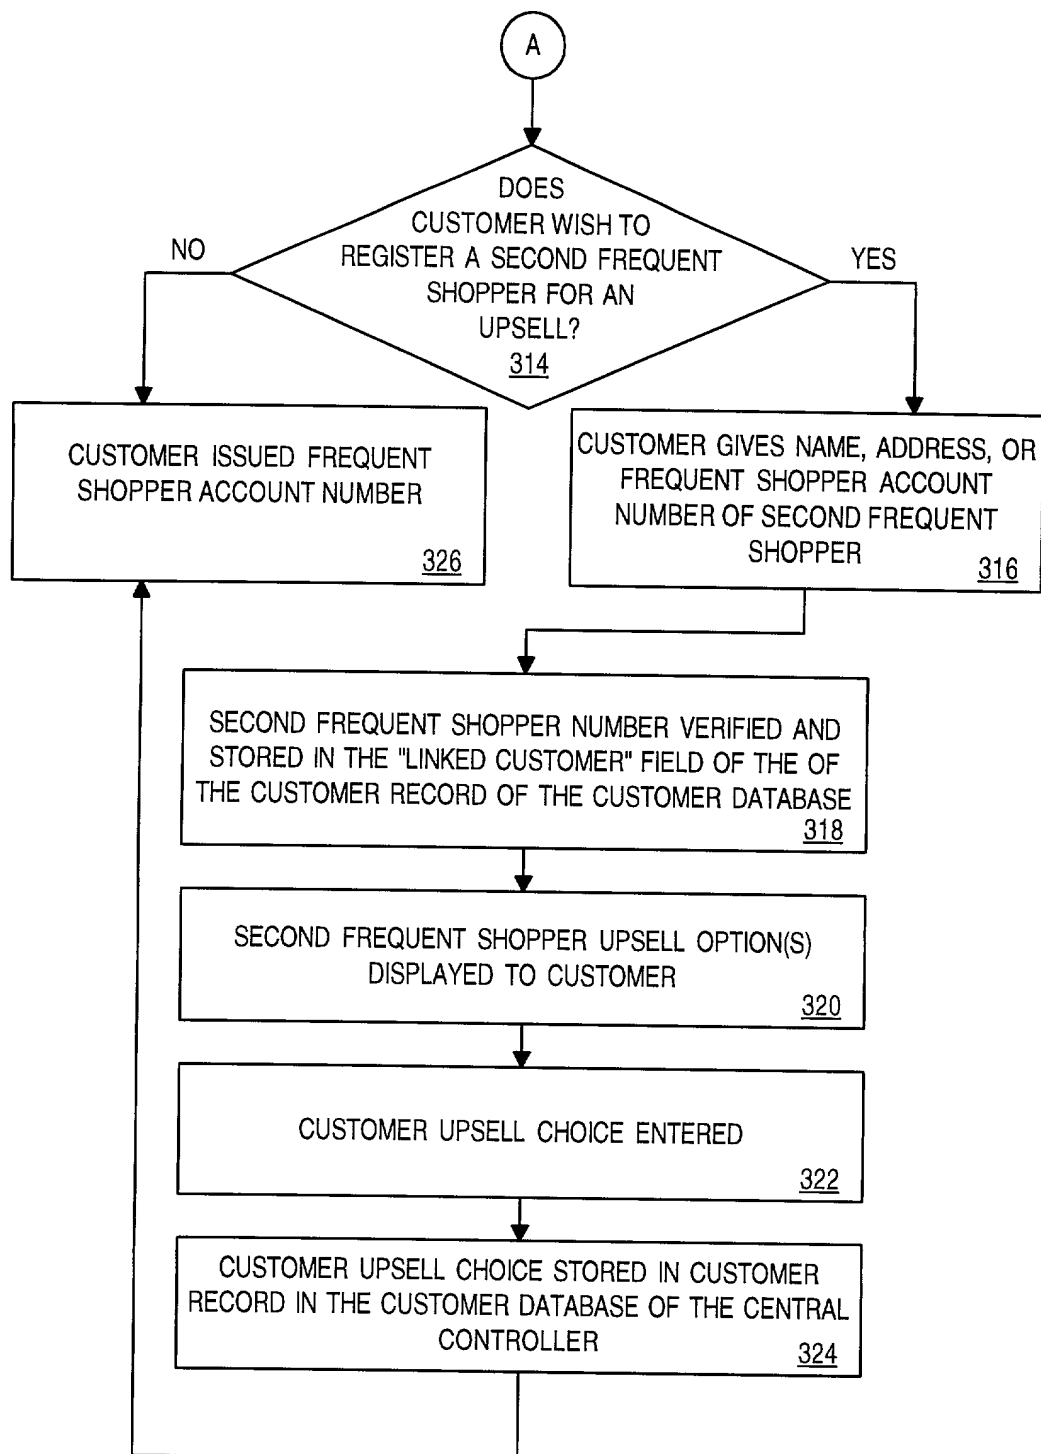 A
DOES
CUSTOMER WISH TO
REGISTER A SECOND FREQUENT
SHOPPER FOR AN
UPSELL?
314
NO
YES
CUSTOMER ISSUED FREQUENT
SHOPPER ACCOUNT NUMBER
326
CUSTOMER GIVES NAME, ADDRESS, OR
FREQUENT SHOPPER ACCOUNT
NUMBER OF SECOND FREQUENT
SHOPPER
316
SECOND FREQUENT SHOPPER NUMBER VERIFIED AND
STORED IN THE "LINKED CUSTOMER" FIELD OF THE OF
THE CUSTOMER RECORD OF THE CUSTOMER DATABASE
318
SECOND FREQUENT SHOPPER UPSELL OPTION(S)
DISPLAYED TO CUSTOMER
320
CUSTOMER UPSELL CHOICE ENTERED
322
CUSTOMER UPSELL CHOICE STORED IN CUSTOMER
RECORD IN THE CUSTOMER DATABASE OF THE CENTRAL
CONTROLLER
324